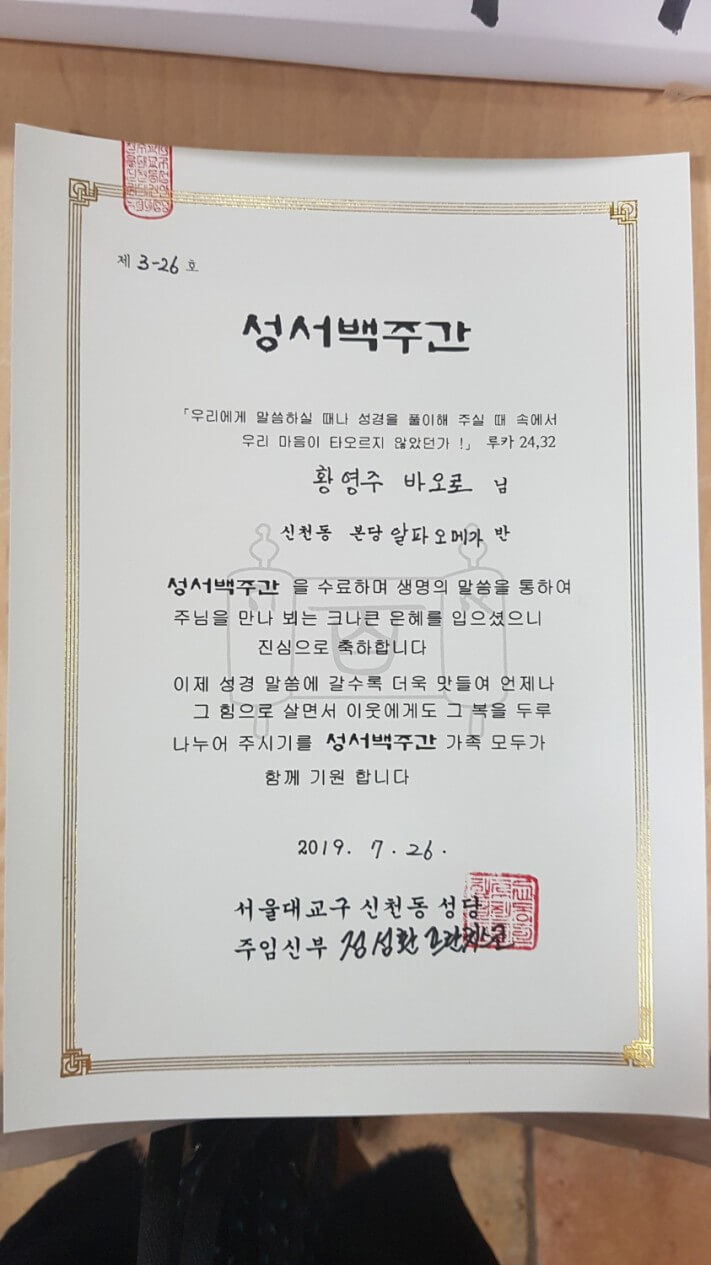 제 3-26 호
성서백주간
「우리에게 말씀하실 때나 성경을 풀이해 주실 때 속에서
우리 마음이 타오르지 않았던가 !」 루카 24,32
황영주 바오로 님
신천동 본당 알파오메가 반
성서백주간 을 수료하며 생명의 말씀을 통하여
주님을 만나 뵈는 크나큰 은혜를 입으셨으니
진심으로 축하합니다
이제 성경 말씀에 갈수록 더욱 맛들여 언제나
그 힘으로 살면서 이웃에게도 그 복을 두루
나누어 주시기를 성서백주간 가족 모두가
함께 기원 합니다
2019. 7. 26.
서울대교구 신천동 성당
주임신부 정성환 프란치스코